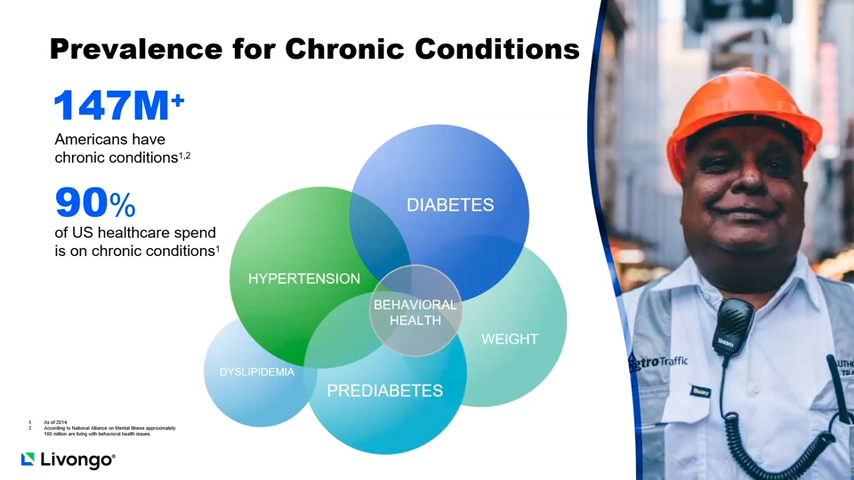 Prevalence for Chronic Conditions
147M+
Americans have
chronic conditions1,2
90%
of US healthcare spend
is on chronic conditions1
DIABETES
HYPERTENSION
BEHAVIORAL
HEALTH
WEIGHT
DYSLIPIDEMIA
PREDIABETES
1. As of 2014.
2. According to National Alliance on Mental Illness approximately
100 million are living with behavioral health issues
Livongo®
Traffic